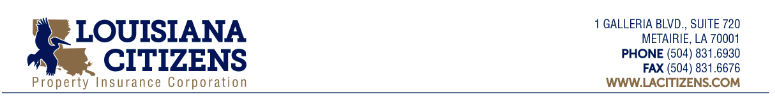 LOUISIANA
CITIZENS
Property Insurance Corporation
1 GALLERIA BLVD., SUITE 720
METAIRIE, LA 70001
PHONE (504) 831.6930
FAX (504) 831.6676
WWW.LACITIZENS.COM